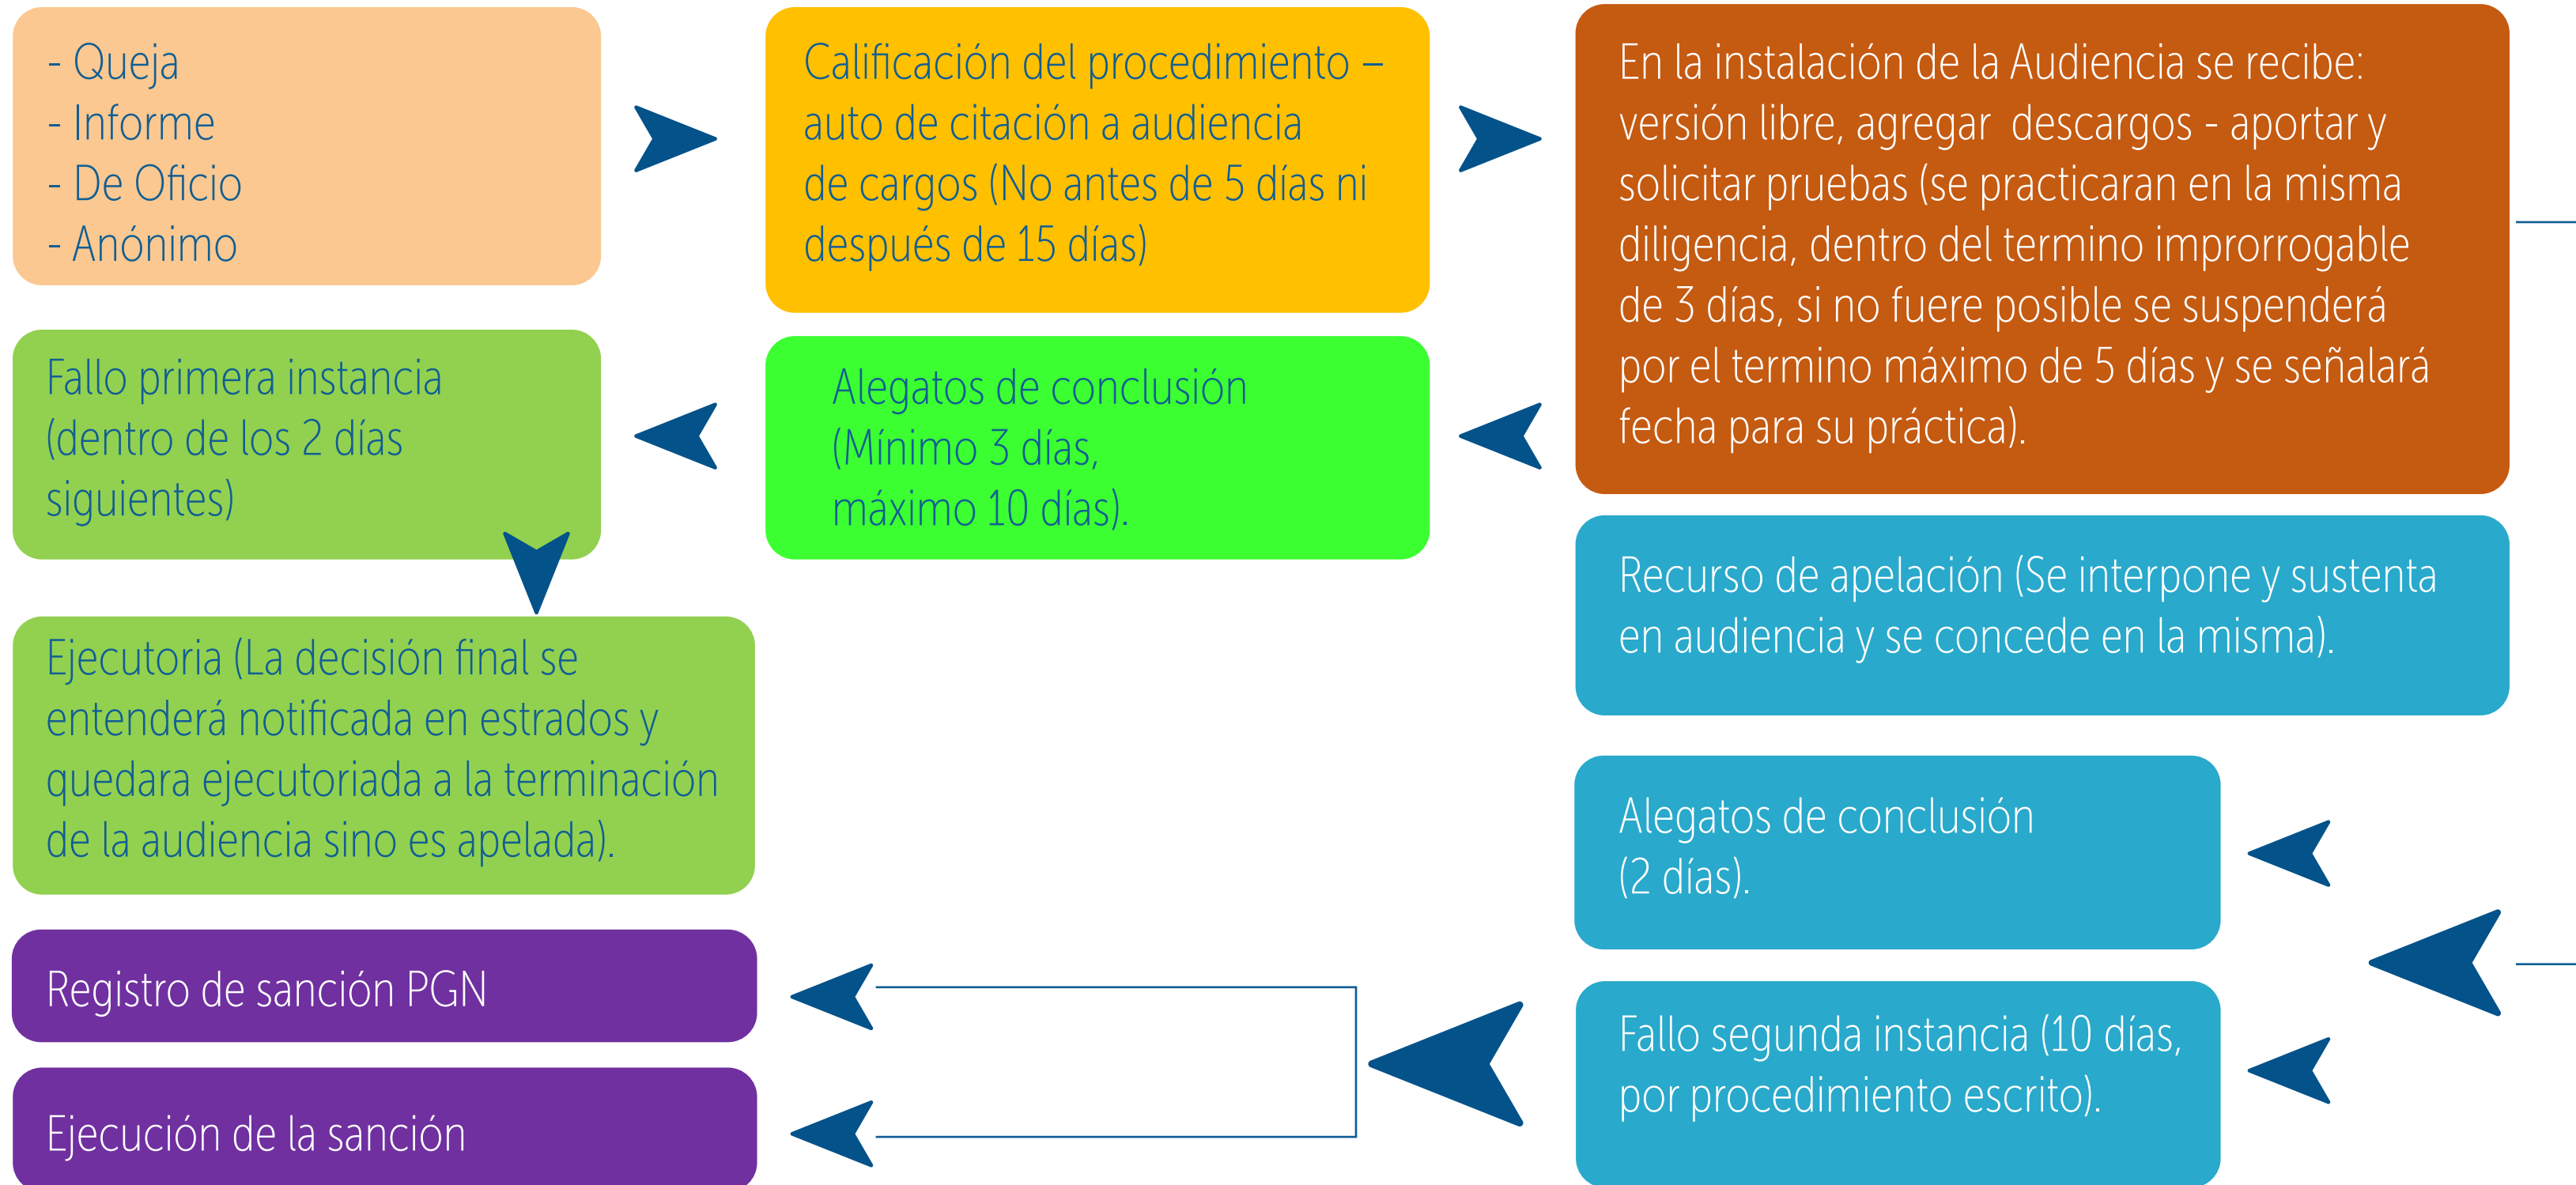 - Queja
- Informe
- De Oficio
- Anónimo
Calificación del procedimiento –
auto de citación a audiencia
de cargos (No antes de 5 días ni
después de 15 días)
En la instalación de la Audiencia se recibe:
versión libre, agregar  descargos - aportar y
solicitar pruebas (se practicaran en la misma
diligencia, dentro del termino improrrogable
de 3 días, si no fuere posible se suspenderá
por el termino máximo de 5 días y se señalará
fecha para su práctica).
Alegatos de conclusión
(Mínimo 3 días,
máximo 10 días).
Fallo primera instancia
(dentro de los 2 días
siguientes)
Ejecutoria (La decisión final se
entenderá notificada en estrados y
quedara ejecutoriada a la terminación
de la audiencia sino es apelada).
Recurso de apelación (Se interpone y sustenta
en audiencia y se concede en la misma).
Alegatos de conclusión
(2 días).
Fallo segunda instancia (10 días,
por procedimiento escrito).
Registro de sanción PGN
Ejecución de la sanción